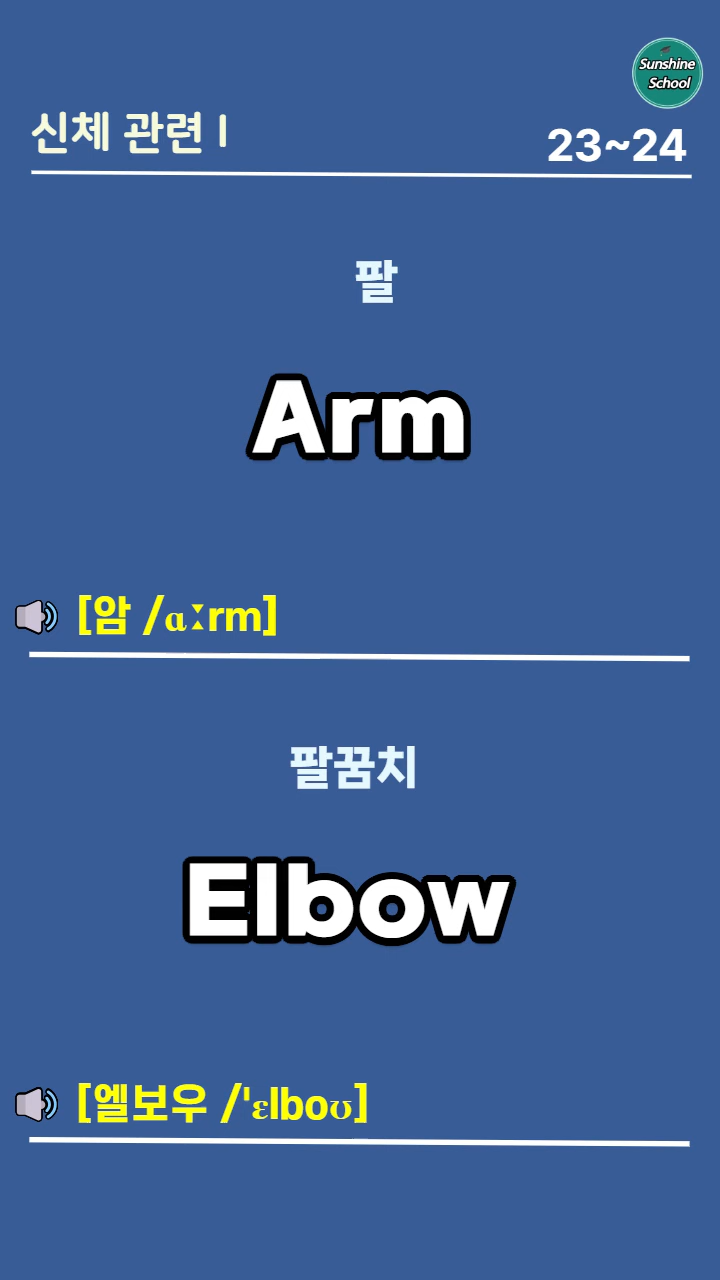 Sunshine
School
신체 관련 I
23~24
팔
Arm
[암 /ɑːrm]
팔꿈치
Elbow
[엘보우 /'ɛlboʊ]